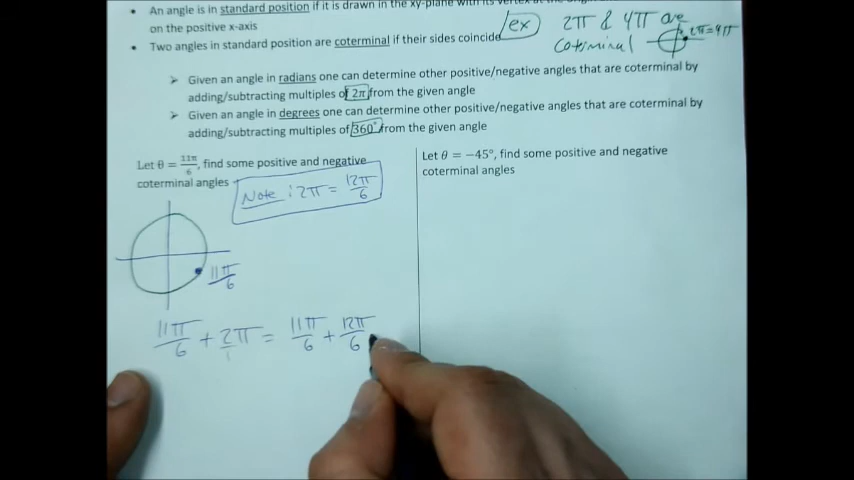 • An angle is in standard position if it is drawn in the xy-plane with its vertex at the
on the positive x-axis
• Two angles in standard position are coterminal if their sides coincide
ex 2π & 4π are
coterminal
2π=4π
➢ Given an angle in radians one can determine other positive/negative angles that are coterminal by
adding/subtracting multiples of 2π from the given angle
➢ Given an angle in degrees one can determine other positive/negative angles that are coterminal by
adding/subtracting multiples of 360° from the given angle
Let θ = 11π/6, find some positive and negative
coterminal angles
Note: 2π = 12π/6
11π/6
11π/6 + 2π/1 = 11π/6 + 12π/6
Let θ = −45°, find some positive and negative
coterminal angles